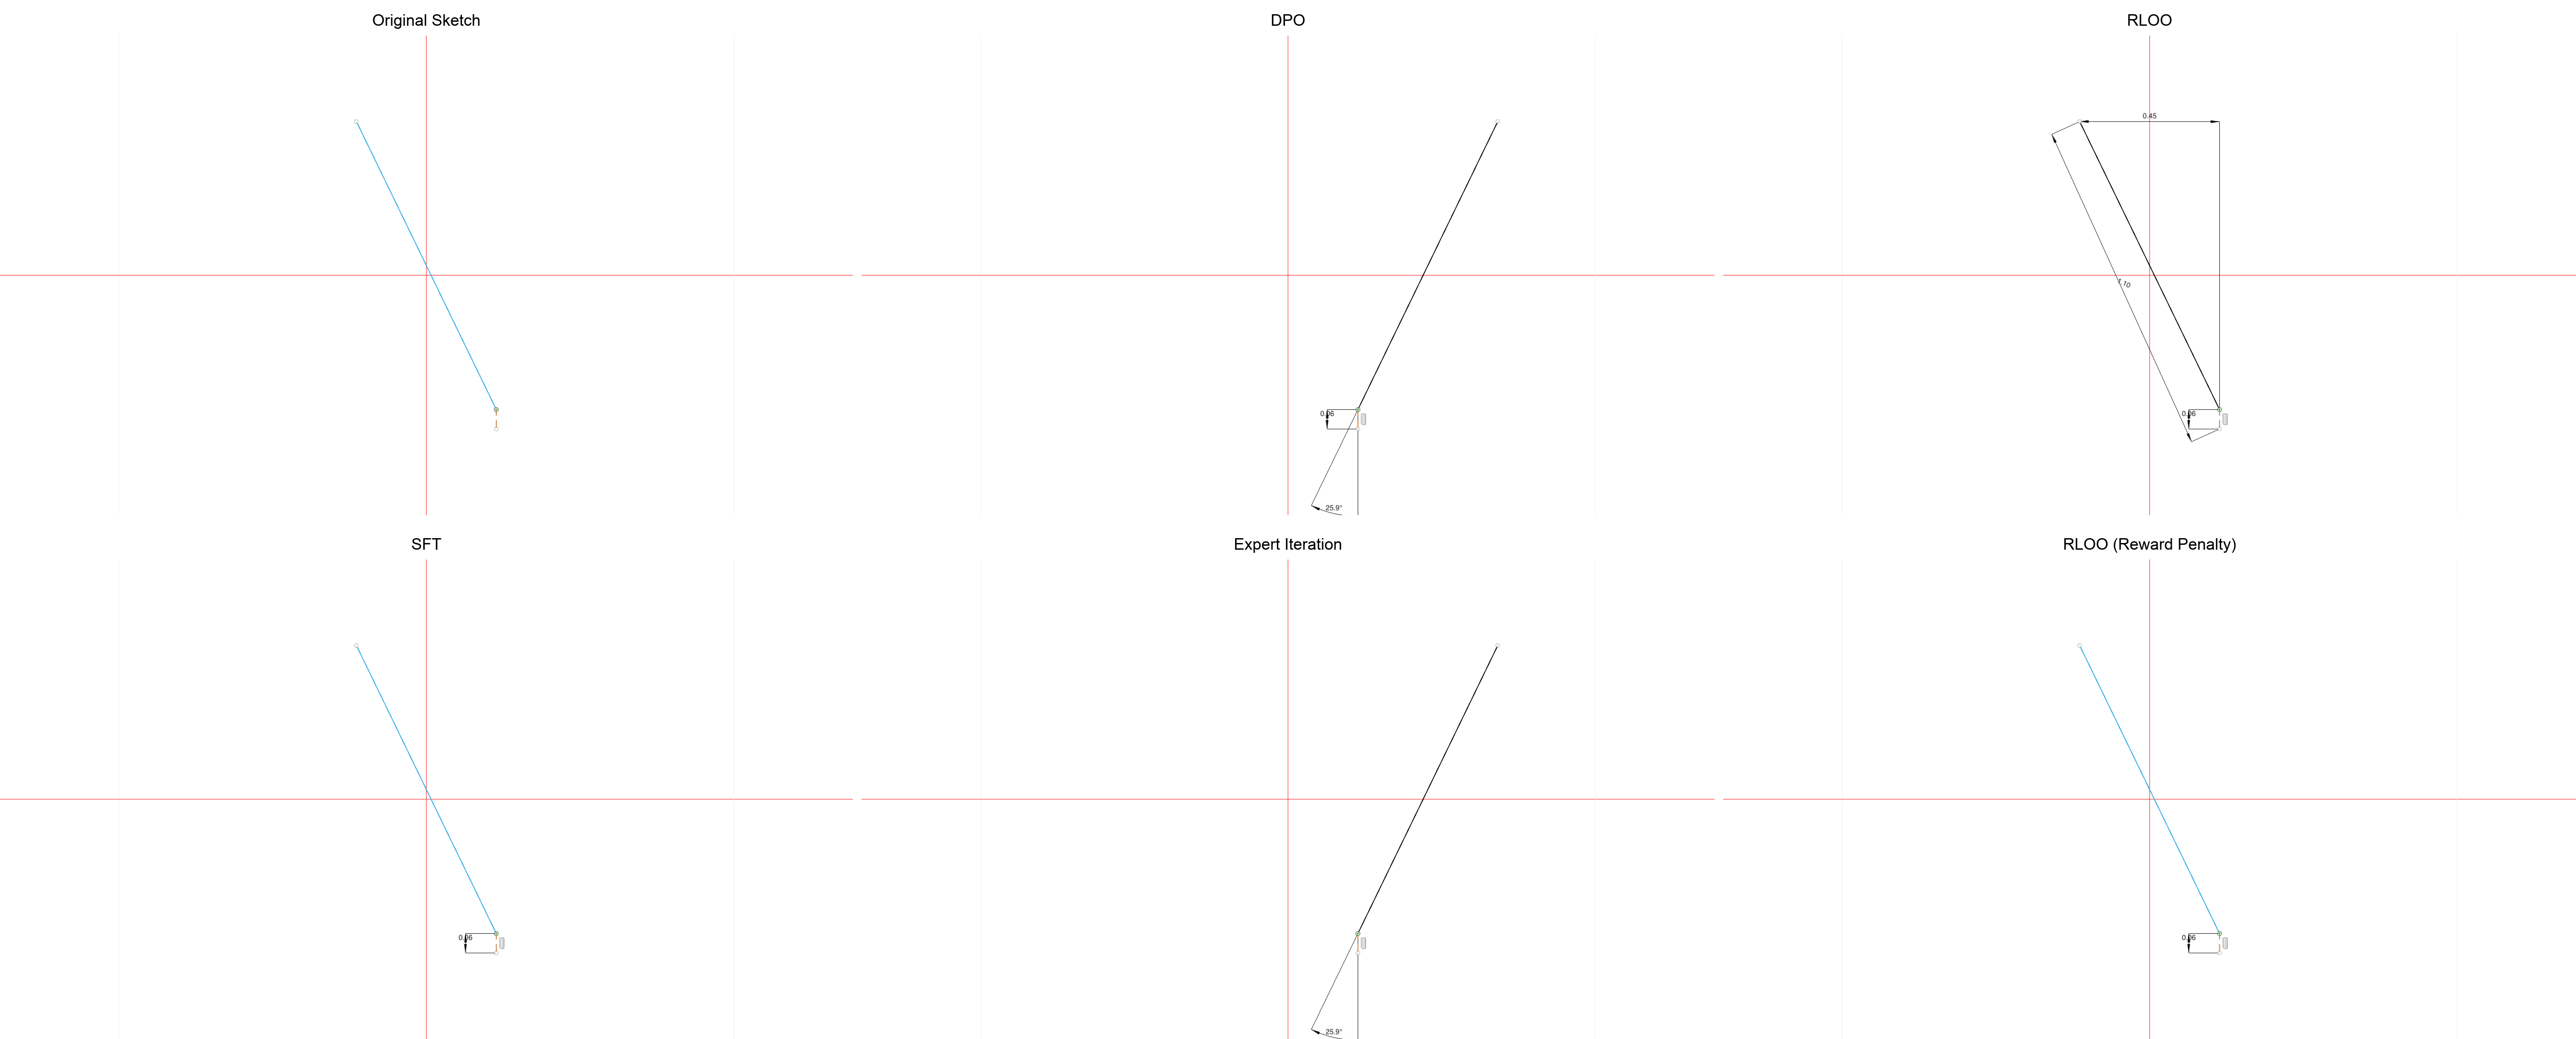 Original Sketch
DPO
RLOO
0.45
1.10
0.06
0.06
25.9°
SFT
Expert Iteration
RLOO (Reward Penalty)
0.06
0.06
25.9°